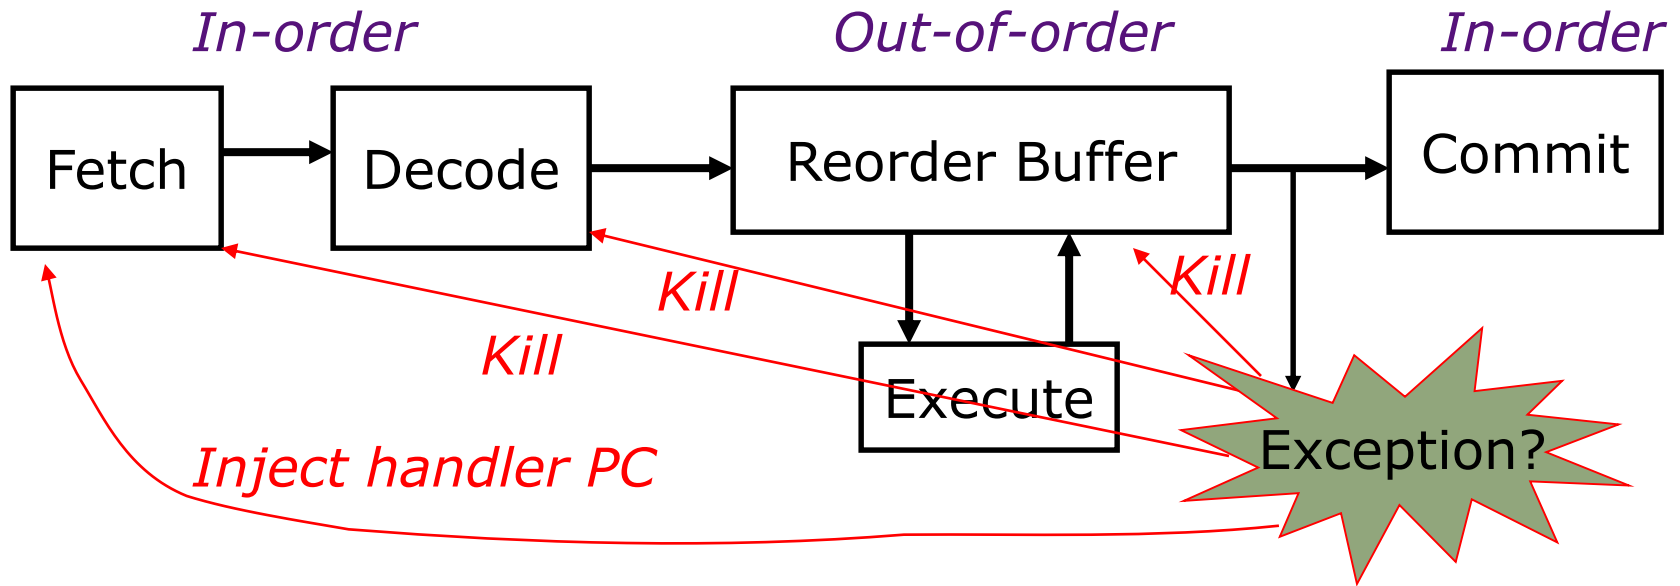 In-order
Out-of-order
In-order
Fetch
Decode
Reorder Buffer
Commit
Kill
Kill
Kill
Execute
Inject handler PC
Exception?